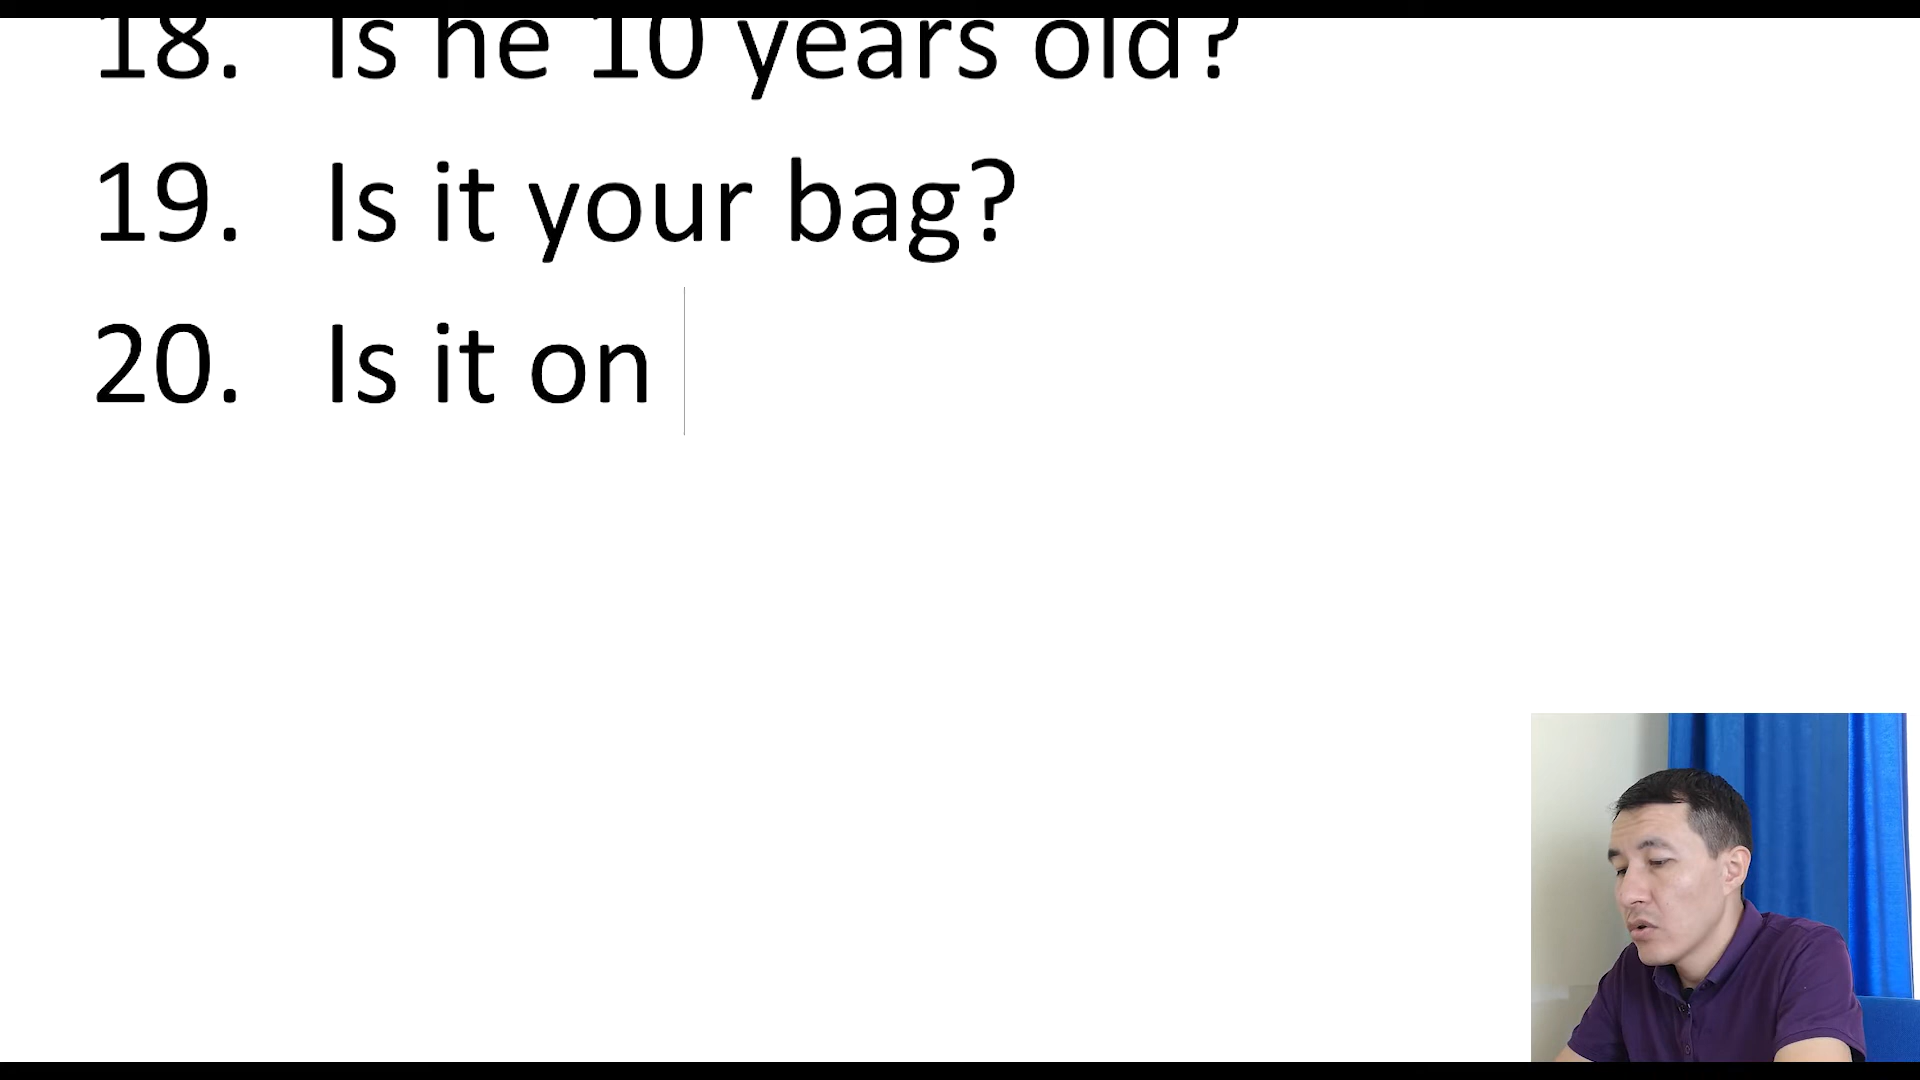 18. Is he 10 years old?
19. Is it your bag?
20. Is it on